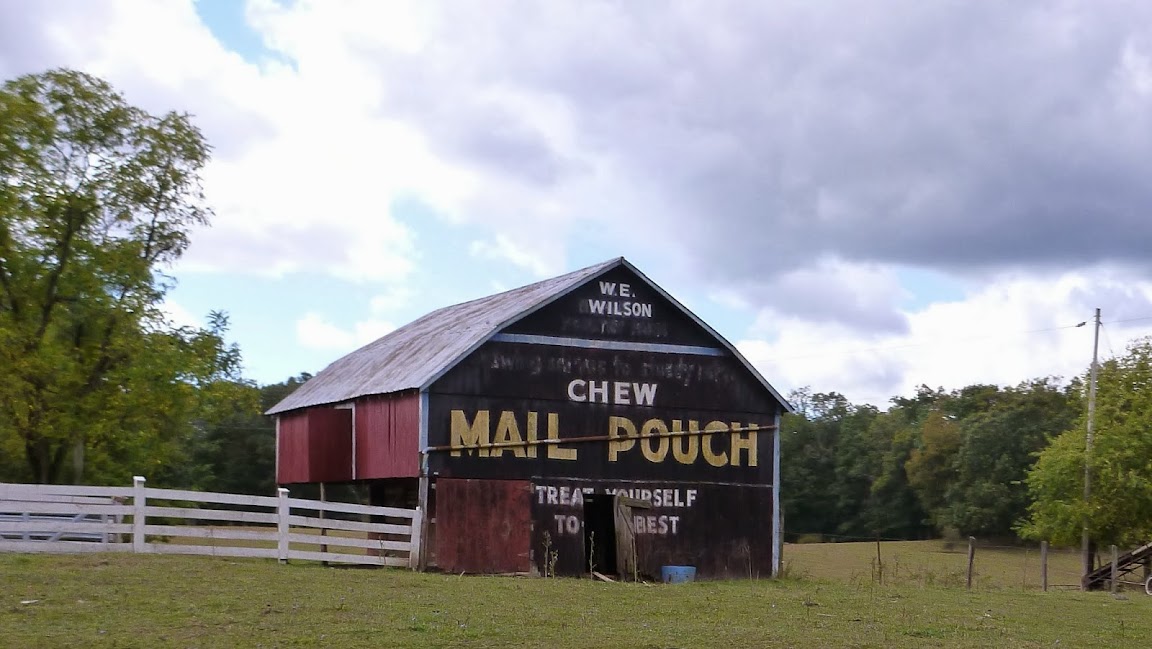 W.E.
WILSON
CHEW
MAIL POUCH
TREAT YOURSELF
TO BEST